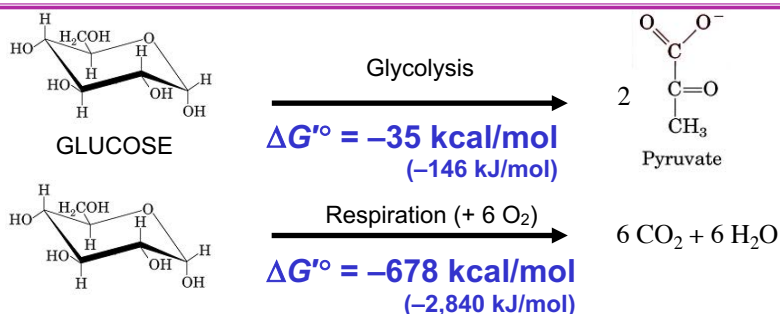 H
H₂COH
O
HO
H
H
H
HO
OH
H
OH
GLUCOSE
Glycolysis
ΔG′° = –35 kcal/mol
(–146 kJ/mol)
2
O O⁻
C
C=O
CH₃
Pyruvate
H
H₂COH
O
HO
H
H
H
HO
OH
H
OH
Respiration (+ 6 O₂)
ΔG′° = –678 kcal/mol
(–2,840 kJ/mol)
6 CO₂ + 6 H₂O